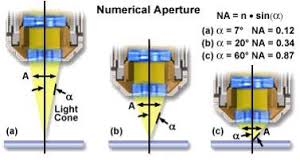 Numerical Aperture
NA = n • sin(α)
(a) α = 7° NA = 0.12
(b) α = 20° NA = 0.34
(c) α = 60° NA = 0.87
A
α
Light
Cone
(a)
A
α
(b)
A
α
(c)